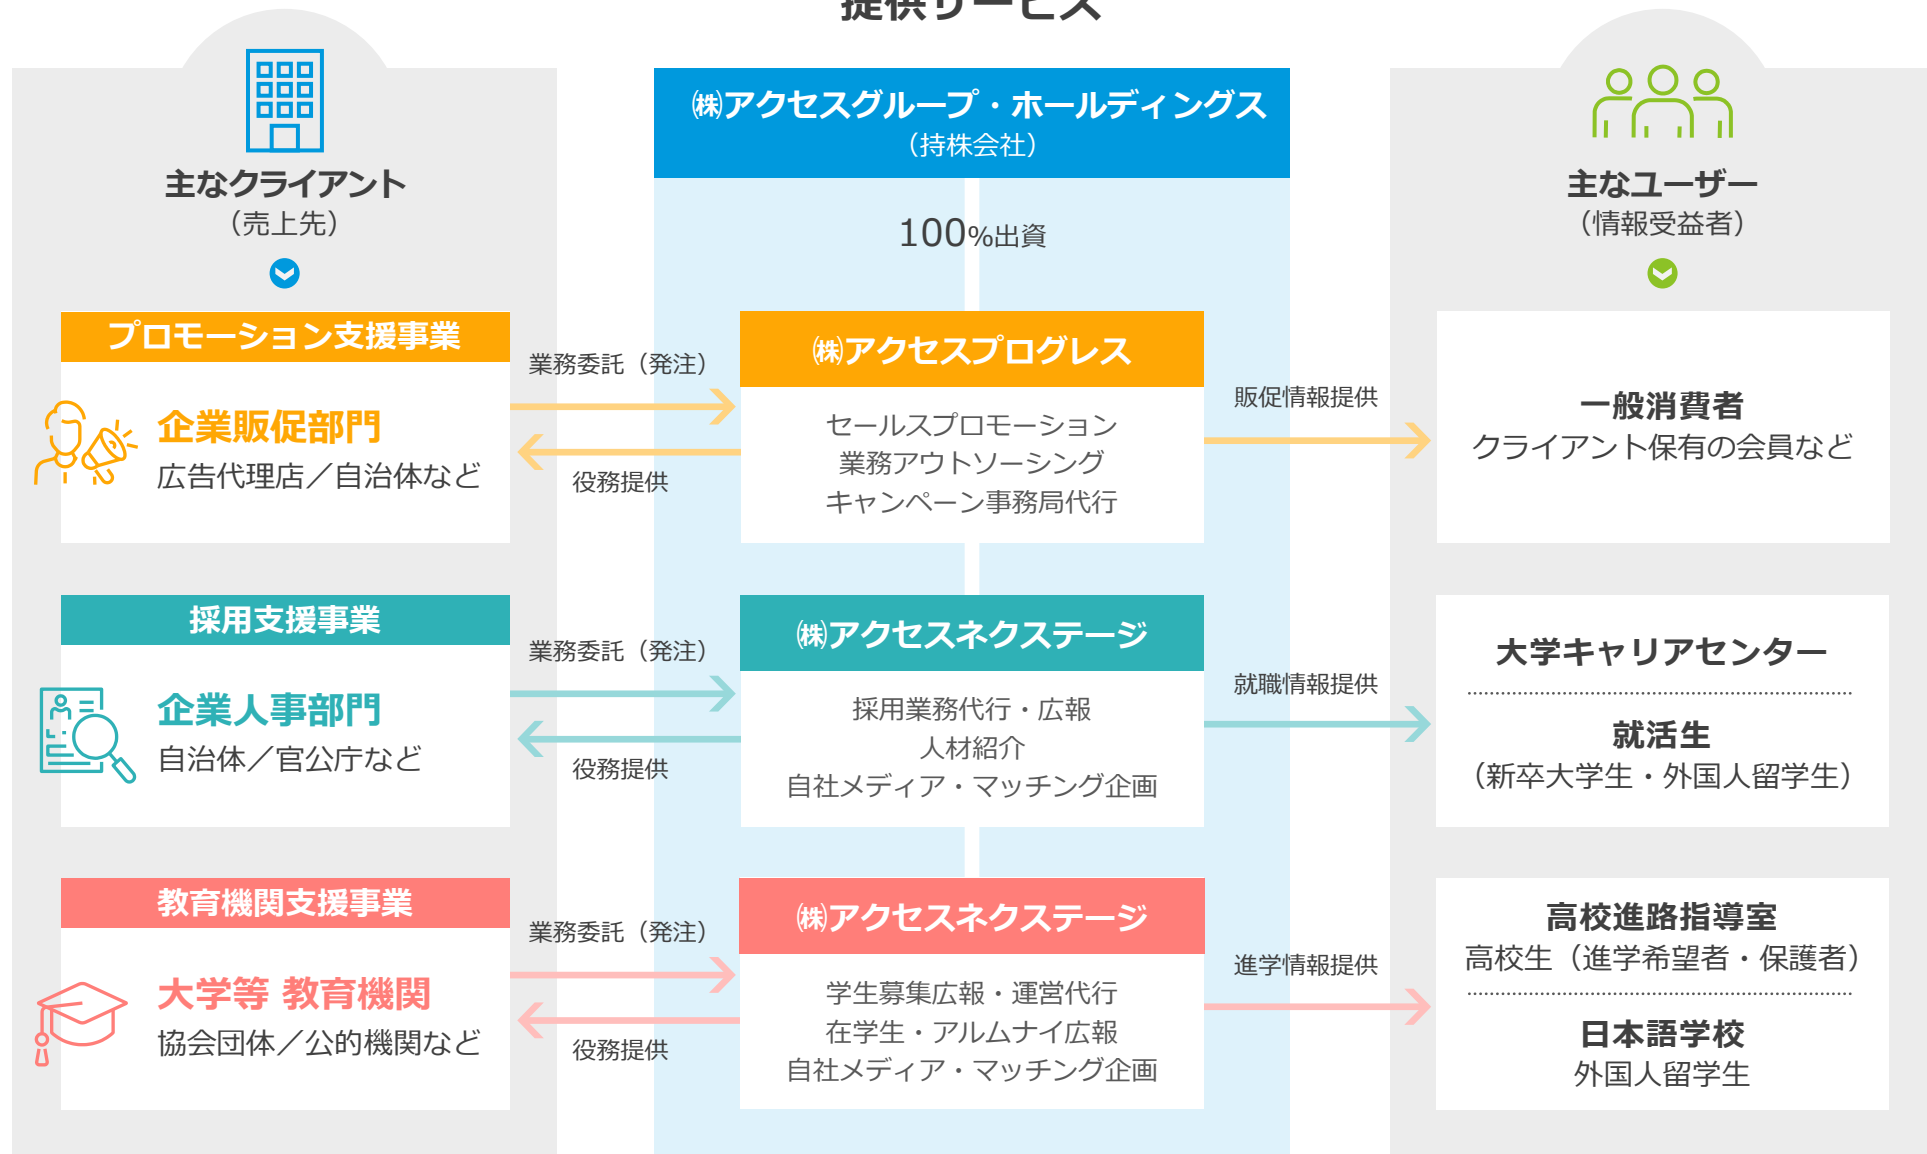 提供サービス
主なクライアント
（売上先）
㈱アクセスグループ・ホールディングス
（持株会社）
100%出資
主なユーザー
（情報受益者）
プロモーション支援事業
企業販促部門
広告代理店／自治体など
業務委託（発注）
役務提供
㈱アクセスプログレス
セールスプロモーション
業務アウトソーシング
キャンペーン事務局代行
販促情報提供
一般消費者
クライアント保有の会員など
採用支援事業
企業人事部門
自治体／官公庁など
業務委託（発注）
役務提供
㈱アクセスネクステージ
採用業務代行・広報
人材紹介
自社メディア・マッチング企画
就職情報提供
大学キャリアセンター
就活生
（新卒大学生・外国人留学生）
教育機関支援事業
大学等 教育機関
協会団体／公的機関など
業務委託（発注）
役務提供
㈱アクセスネクステージ
学生募集広報・運営代行
在学生・アルムナイ広報
自社メディア・マッチング企画
進学情報提供
高校進路指導室
高校生（進学希望者・保護者）
日本語学校
外国人留学生